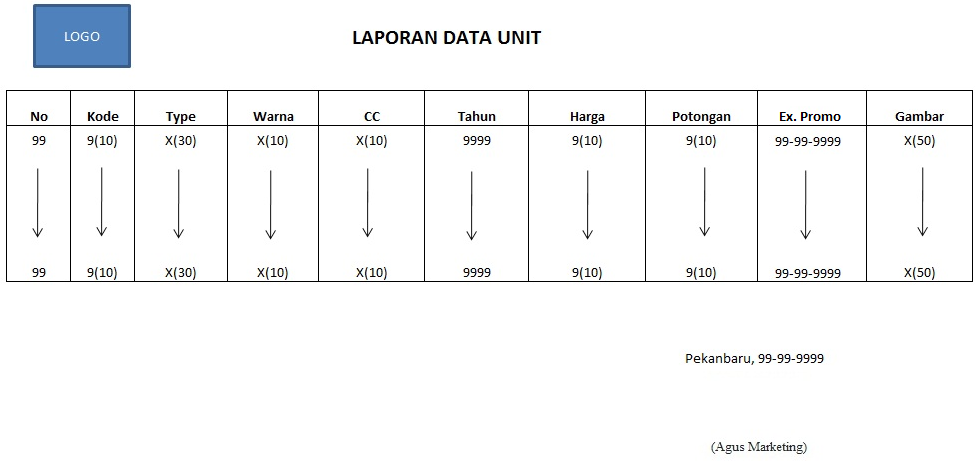 LOGO
LAPORAN DATA UNIT
No Kode Type Warna CC Tahun Harga Potongan Ex. Promo Gambar
99 9(10) X(30) X(10) X(10) 9999 9(10) 9(10) 99-99-9999 X(50)
99 9(10) X(30) X(10) X(10) 9999 9(10) 9(10) 99-99-9999 X(50)
Pekanbaru, 99-99-9999
(Agus Marketing)